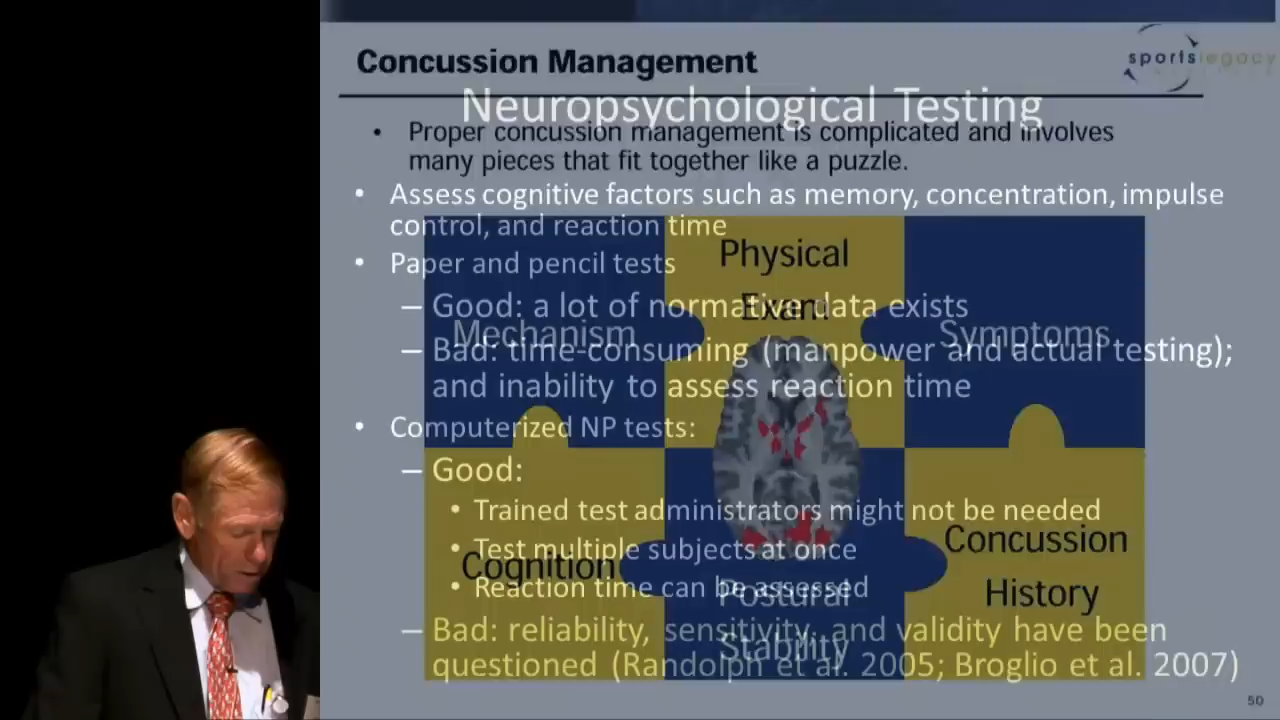 Concussion Management
sportslegacy
Neuropsychological Testing
• Proper concussion management is complicated and involves
many pieces that fit together like a puzzle.
• Assess cognitive factors such as memory, concentration, impulse
control, and reaction time
• Paper and pencil tests
– Good: a lot of normative data exists
– Bad: time-consuming (manpower and actual testing);
and inability to assess reaction time
• Computerized NP tests:
– Good:
• Trained test administrators might not be needed
• Test multiple subjects at once
• Reaction time can be assessed
– Bad: reliability, sensitivity, and validity have been
questioned (Randolph et al. 2005; Broglio et al. 2007)
Physical
Exam
Mechanism
Symptoms
Cognition
Concussion
History
Postural
Stability
50